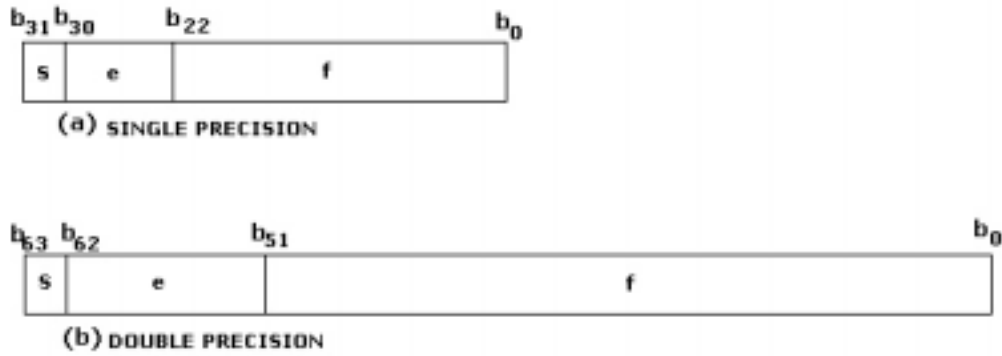 b31 b30 b22 b0
s e f
(a) SINGLE PRECISION
b63 b62 b51 b0
s e f
(b) DOUBLE PRECISION